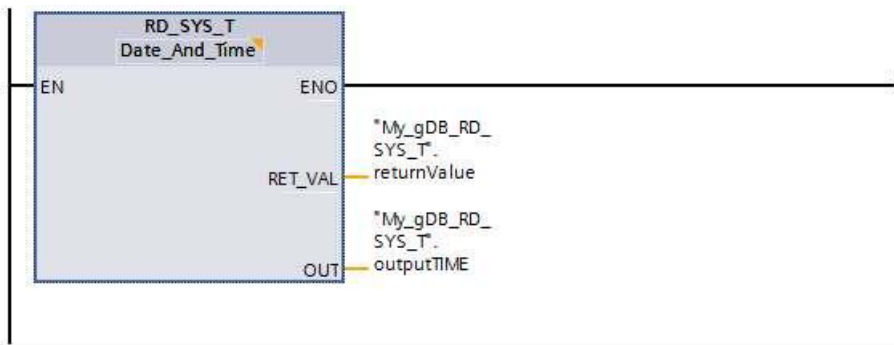 RD_SYS_T
Date_And_Time
EN
ENO
"My_gDB_RD_
SYS_T".
RET_VAL
returnValue
"My_gDB_RD_
SYS_T".
OUT
outputTIME